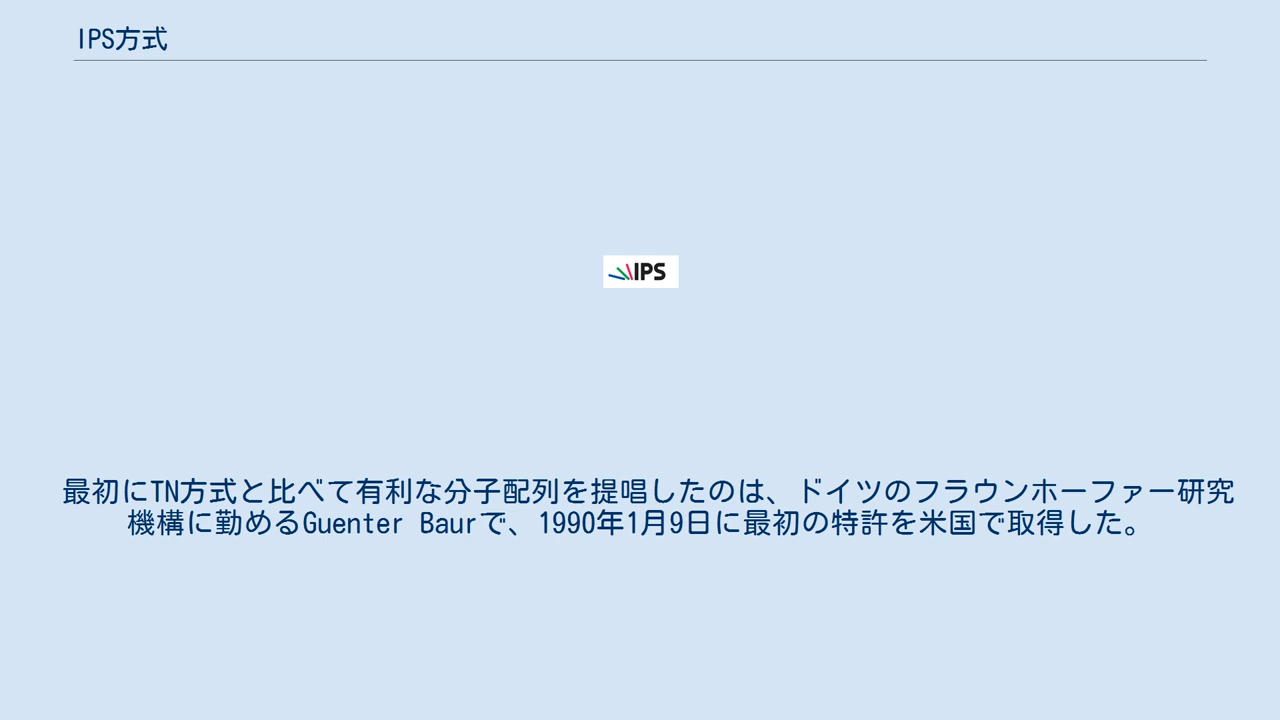 IPS方式
IPS
最初にTN方式と比べて有利な分子配列を提唱したのは、ドイツのフラウンホーファー研究
機構に勤めるGuenter Baurで、1990年1月9日に最初の特許を米国で取得した。